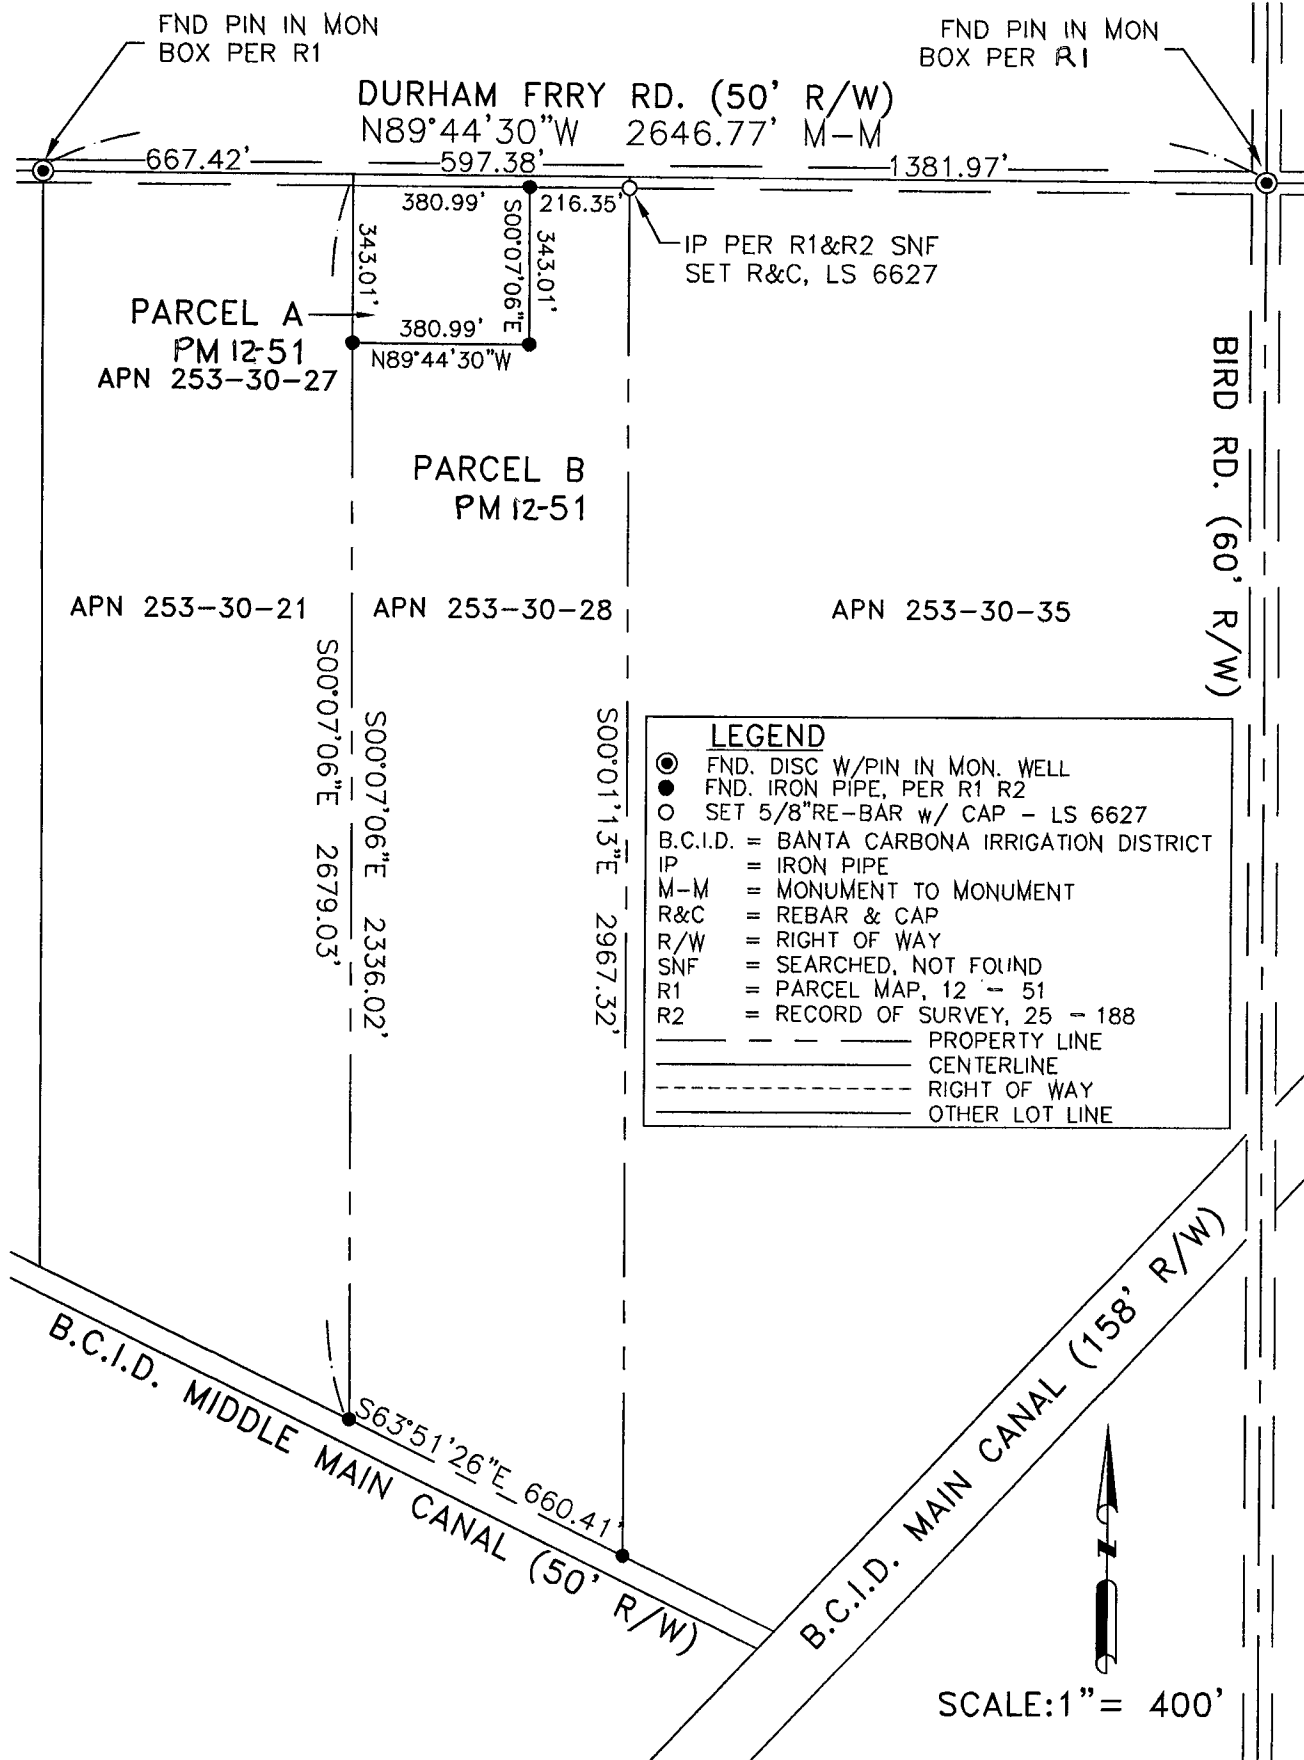 FND PIN IN MON
BOX PER R1
FND PIN IN MON
BOX PER R1
DURHAM FRRY RD. (50' R/W)
N89°44'30"W 2646.77' M-M
667.42'
597.38'
1381.97'
380.99'
216.35'
IP PER R1&R2 SNF
SET R&C, LS 6627
343.01'
S00°07'06"E
343.01'
PARCEL A
PM 12-51
APN 253-30-27
380.99'
N89°44'30"W
BIRD RD. (60' R/W)
PARCEL B
PM 12-51
APN 253-30-21
APN 253-30-28
APN 253-30-35
S00°07'06"E 2679.03'
S00°07'06"E 2336.02'
S00°01'13"E 2967.32'
LEGEND
FND. DISC W/PIN IN MON. WELL
FND. IRON PIPE, PER R1 R2
SET 5/8"RE-BAR w/ CAP - LS 6627
B.C.I.D. = BANTA CARBONA IRRIGATION DISTRICT
IP = IRON PIPE
M-M = MONUMENT TO MONUMENT
R&C = REBAR & CAP
R/W = RIGHT OF WAY
SNF = SEARCHED, NOT FOUND
R1 = PARCEL MAP, 12 - 51
R2 = RECORD OF SURVEY, 25 - 188
PROPERTY LINE
CENTERLINE
RIGHT OF WAY
OTHER LOT LINE
S63°51'26"E 660.41'
B.C.I.D. MIDDLE MAIN CANAL (50' R/W)
B.C.I.D. MAIN CANAL (158' R/W)
N
SCALE:1"= 400'